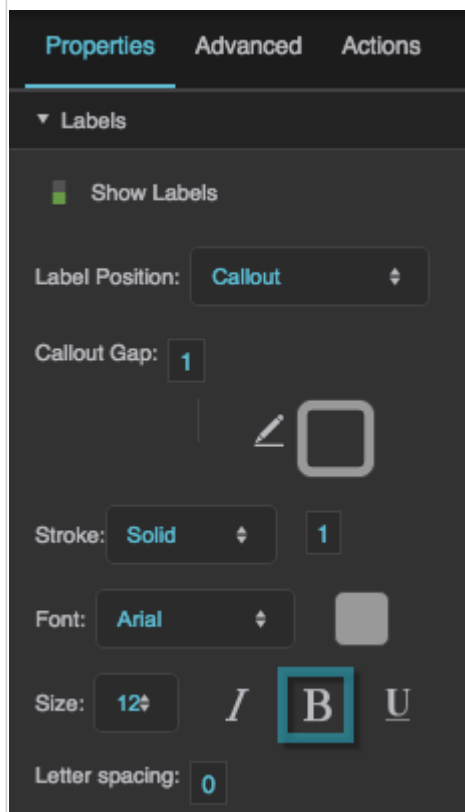 Properties Advanced Actions
Labels
Show Labels
Label Position: Callout
Callout Gap: 1
Stroke: Solid 1
Font: Arial
Size: 12 I B U
Letter spacing: 0